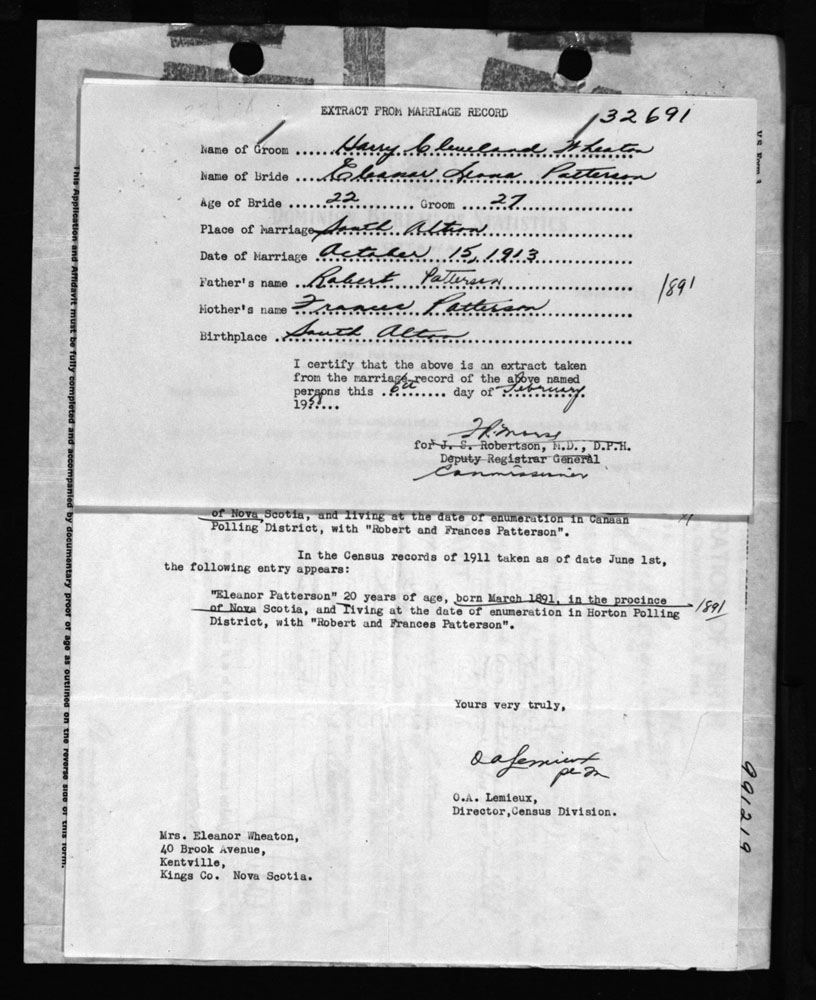 EXTRACT FROM MARRIAGE RECORD
132691
Name of Groom ..... Harry Cleveland Wheaton
Name of Bride ..... Eleanor Leona Patterson
Age of Bride ..... 22 ..... Groom .... 27 .....
Place of Marriage South Alton
Date of Marriage October 15, 1913
Father's name .. Robert Patterson
1891
Mother's name Frances Patterson
Birthplace .. South Alton
I certify that the above is an extract taken
from the marriage record of the above named
persons this . 6th ....... day of February
19
for J. S. Robertson, M.D., D.P.H.
Deputy Registrar General
Commissioner
of Nova Scotia, and living at the date of enumeration in Canaan
Polling District, with "Robert and Frances Patterson".
In the Census records of 1911 taken as of date June 1st,
the following entry appears:
"Eleanor Patterson" 20 years of age, born March 1891, in the procince
1891
of Nova Scotia, and living at the date of enumeration in Horton Polling
District, with "Robert and Frances Patterson".
Yours very truly,
O A Lemieux
O.A. Lemieux,
Director,Census Division.
Mrs. Eleanor Wheaton,
40 Brook Avenue,
Kentville,
Kings Co. Nova Scotia.
This Application and Affidavit must be fully completed and accompanied by documentary proof of age as outlined on the reverse side of this form.
991219